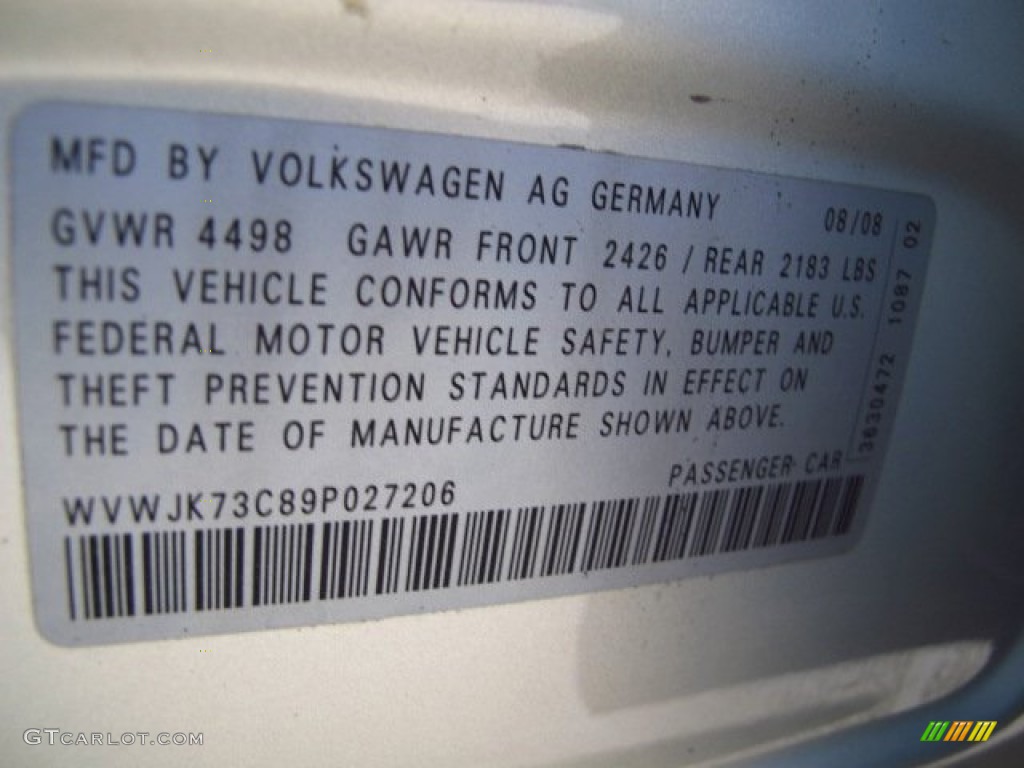 MFD BY VOLKSWAGEN AG GERMANY 08/08
GVWR 4498 GAWR FRONT 2426 / REAR 2183 LBS
THIS VEHICLE CONFORMS TO ALL APPLICABLE U.S.
FEDERAL MOTOR VEHICLE SAFETY, BUMPER AND
THEFT PREVENTION STANDARDS IN EFFECT ON
THE DATE OF MANUFACTURE SHOWN ABOVE.
PASSENGER CAR
WVWJK73C89P027206
3630472 1087 02
GTCARLOT.COM